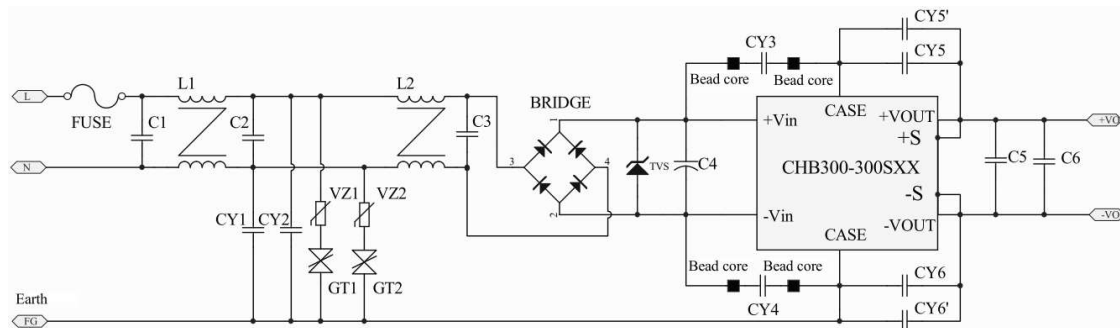 CY5'
CY3
CY5
L1
L2
Bead core
Bead core
BRIDGE
CASE
L
FUSE
C1
C2
C3
1
+Vin
+VOUT
+VO
+S
3
4
TVS
C4
CHB300-300SXX
C5
C6
N
VZ1
VZ2
-S
2
-Vin
-VOUT
-VO
CY1
CY2
CASE
Bead core
Bead core
CY6
GT1
GT2
Earth
CY4
CY6'
FG